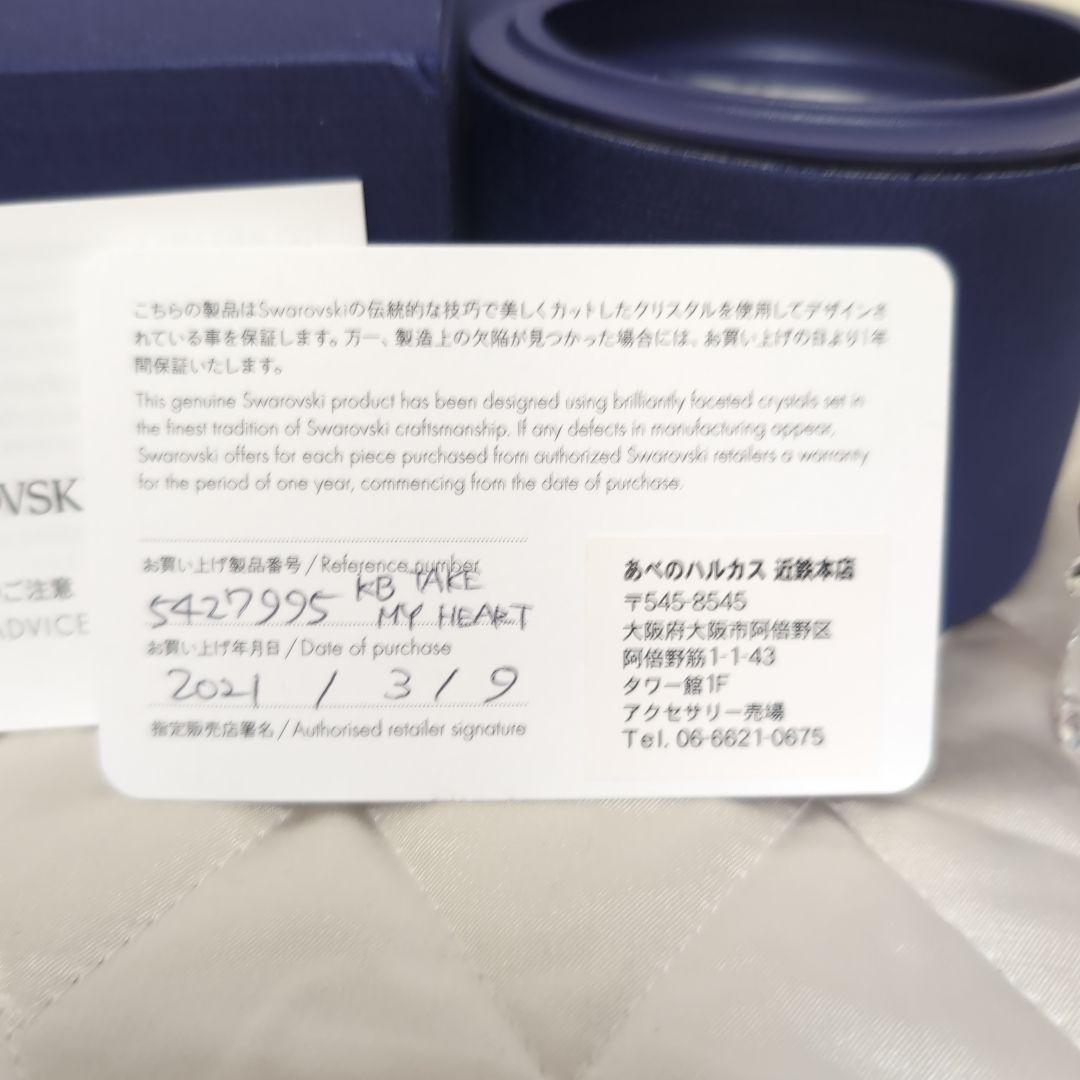 こちらの製品はSwarovskiの伝統的な技巧で美しくカットしたクリスタルを使用してデザインさ
れている事を保証します。万一、製造上の欠陥が見つかった場合には、お買い上げの日より1年
間保証いたします。
This genuine Swarovski product has been designed using brilliantly faceted crystals set in
the finest tradition of Swarovski craftsmanship. If any defects in manufacturing appear,
Swarovski offers for each piece purchased from authorized Swarovski retailers a warranty
for the period of one year, commencing from the date of purchase.
お買い上げ製品番号 / Reference number
5427995 KB TAKE
MY HEART
お買い上げ年月日 / Date of purchase
2021 / 3 / 9
指定販売店署名 / Authorised retailer signature
あべのハルカス 近鉄本店
〒545-8545
大阪府大阪市阿倍野区
阿倍野筋1-1-43
タワー館1F
アクセサリー売場
Tel. 06-6621-0675
OVSK
ご注意
ADVICE